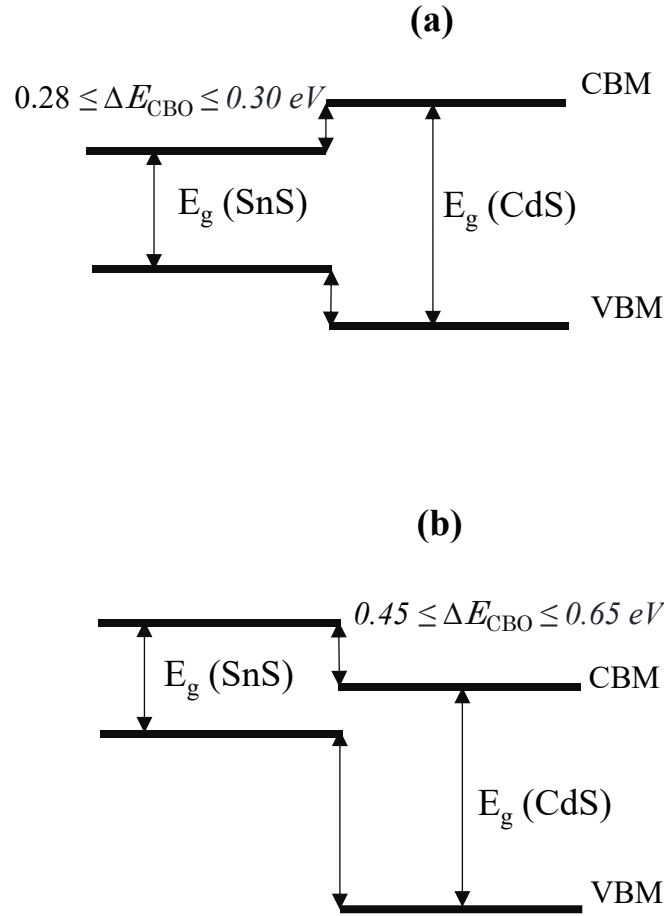 (a)
0.28 ≤ ΔE_CBO ≤ 0.30 eV
CBM
E_g (SnS)
E_g (CdS)
VBM
(b)
0.45 ≤ ΔE_CBO ≤ 0.65 eV
E_g (SnS)
CBM
E_g (CdS)
VBM